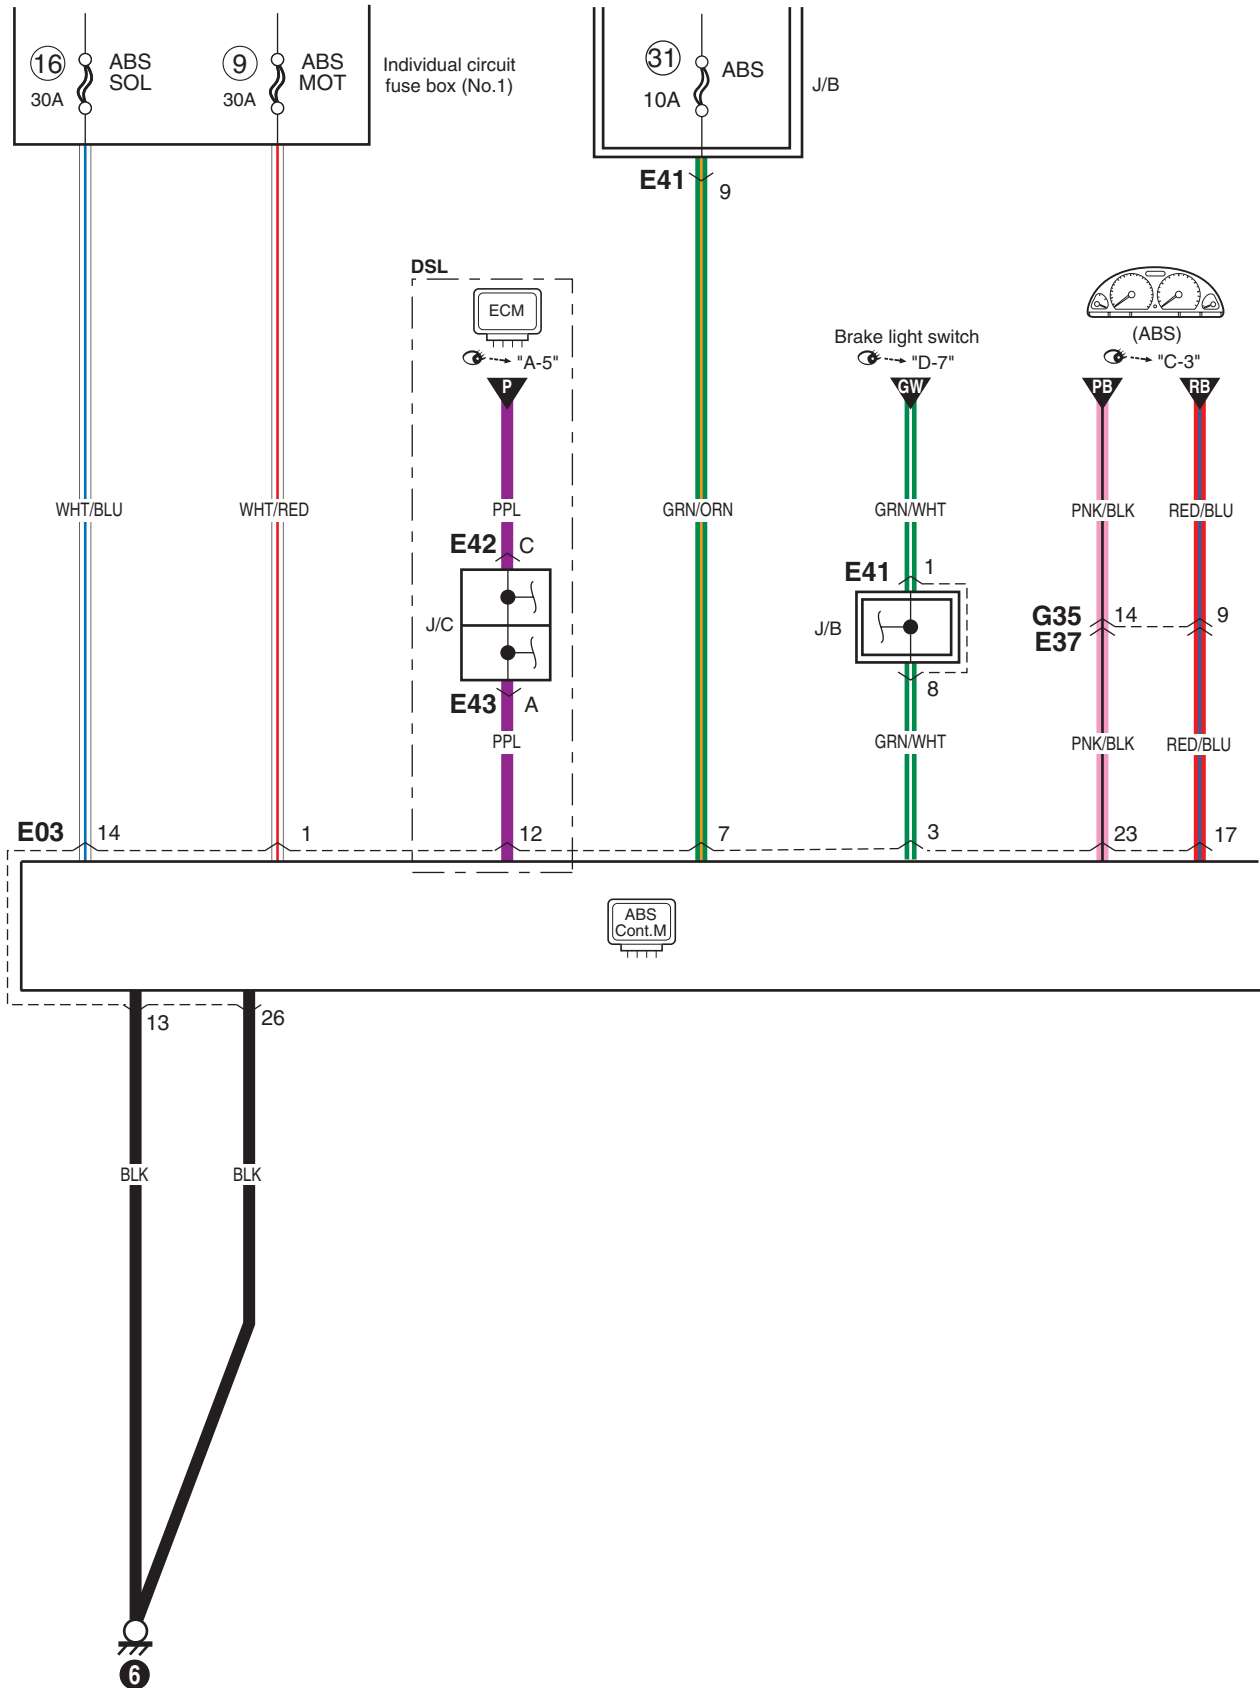 16
ABS
SOL
30A
9
ABS
MOT
30A
Individual circuit
fuse box (No.1)
31
ABS
10A
J/B
E41
9
DSL
ECM
"A-5"
P
Brake light switch
"D-7"
GW
(ABS)
"C-3"
PB
RB
WHT/BLU
WHT/RED
PPL
GRN/ORN
GRN/WHT
PNK/BLK
RED/BLU
E42
C
J/C
E43
A
PPL
E41
1
J/B
8
GRN/WHT
G35
14
9
E37
PNK/BLK
RED/BLU
E03
14
1
12
7
3
23
17
ABS
Cont.M
13
26
BLK
BLK
6